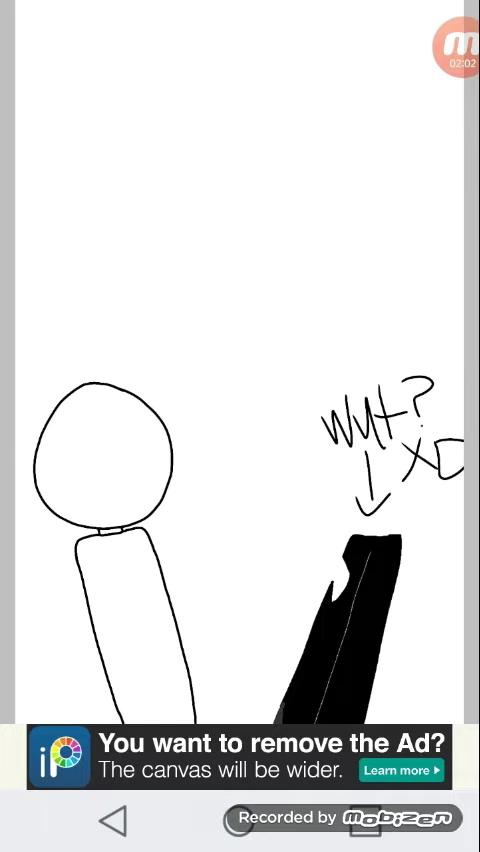 02:02
wut?
XD
iP
You want to remove the Ad?
The canvas will be wider.
Learn more
Recorded by mobizen